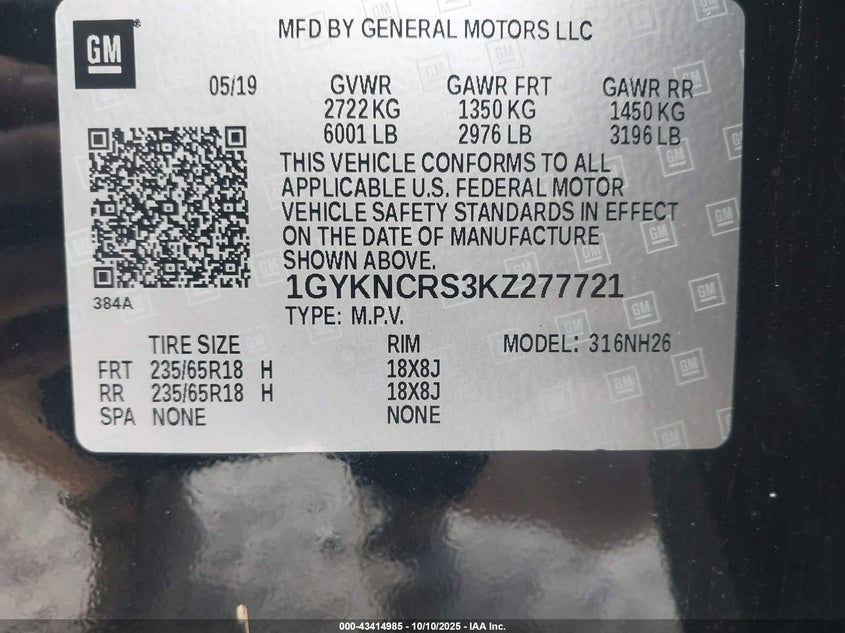 GM
MFD BY GENERAL MOTORS LLC
05/19 GVWR GAWR FRT GAWR RR
2722 KG 1350 KG 1450 KG
6001 LB 2976 LB 3196 LB
THIS VEHICLE CONFORMS TO ALL
APPLICABLE U.S. FEDERAL MOTOR
VEHICLE SAFETY STANDARDS IN EFFECT
ON THE DATE OF MANUFACTURE
SHOWN ABOVE.
384A
1GYKNCRS3KZ277721
TYPE: M.P.V.
TIRE SIZE RIM MODEL: 316NH26
FRT 235/65R18 H 18X8J
RR 235/65R18 H 18X8J
SPA NONE NONE
000-43414985 - 10/10/2025 - IAA Inc.